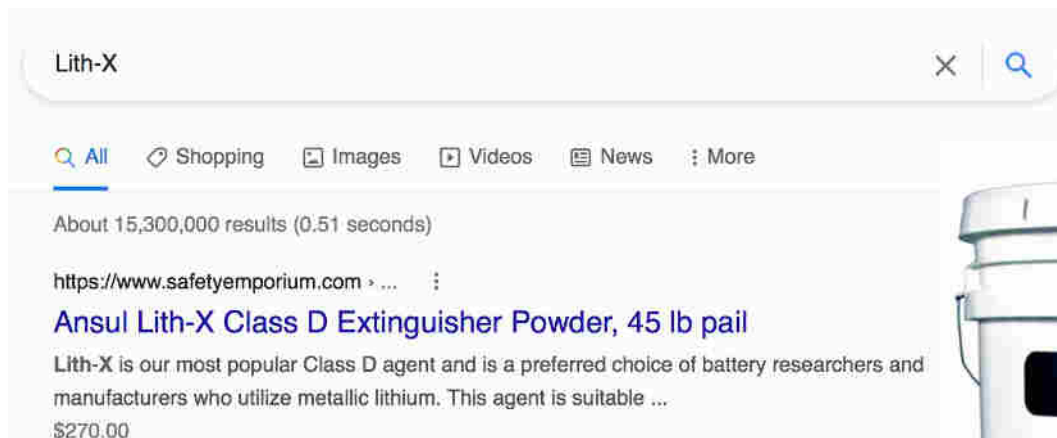 Lith-X
All Shopping Images Videos News More
About 15,300,000 results (0.51 seconds)
https://www.safetyemporium.com › ...
Ansul Lith-X Class D Extinguisher Powder, 45 lb pail
Lith-X is our most popular Class D agent and is a preferred choice of battery researchers and
manufacturers who utilize metallic lithium. This agent is suitable ...
$270.00